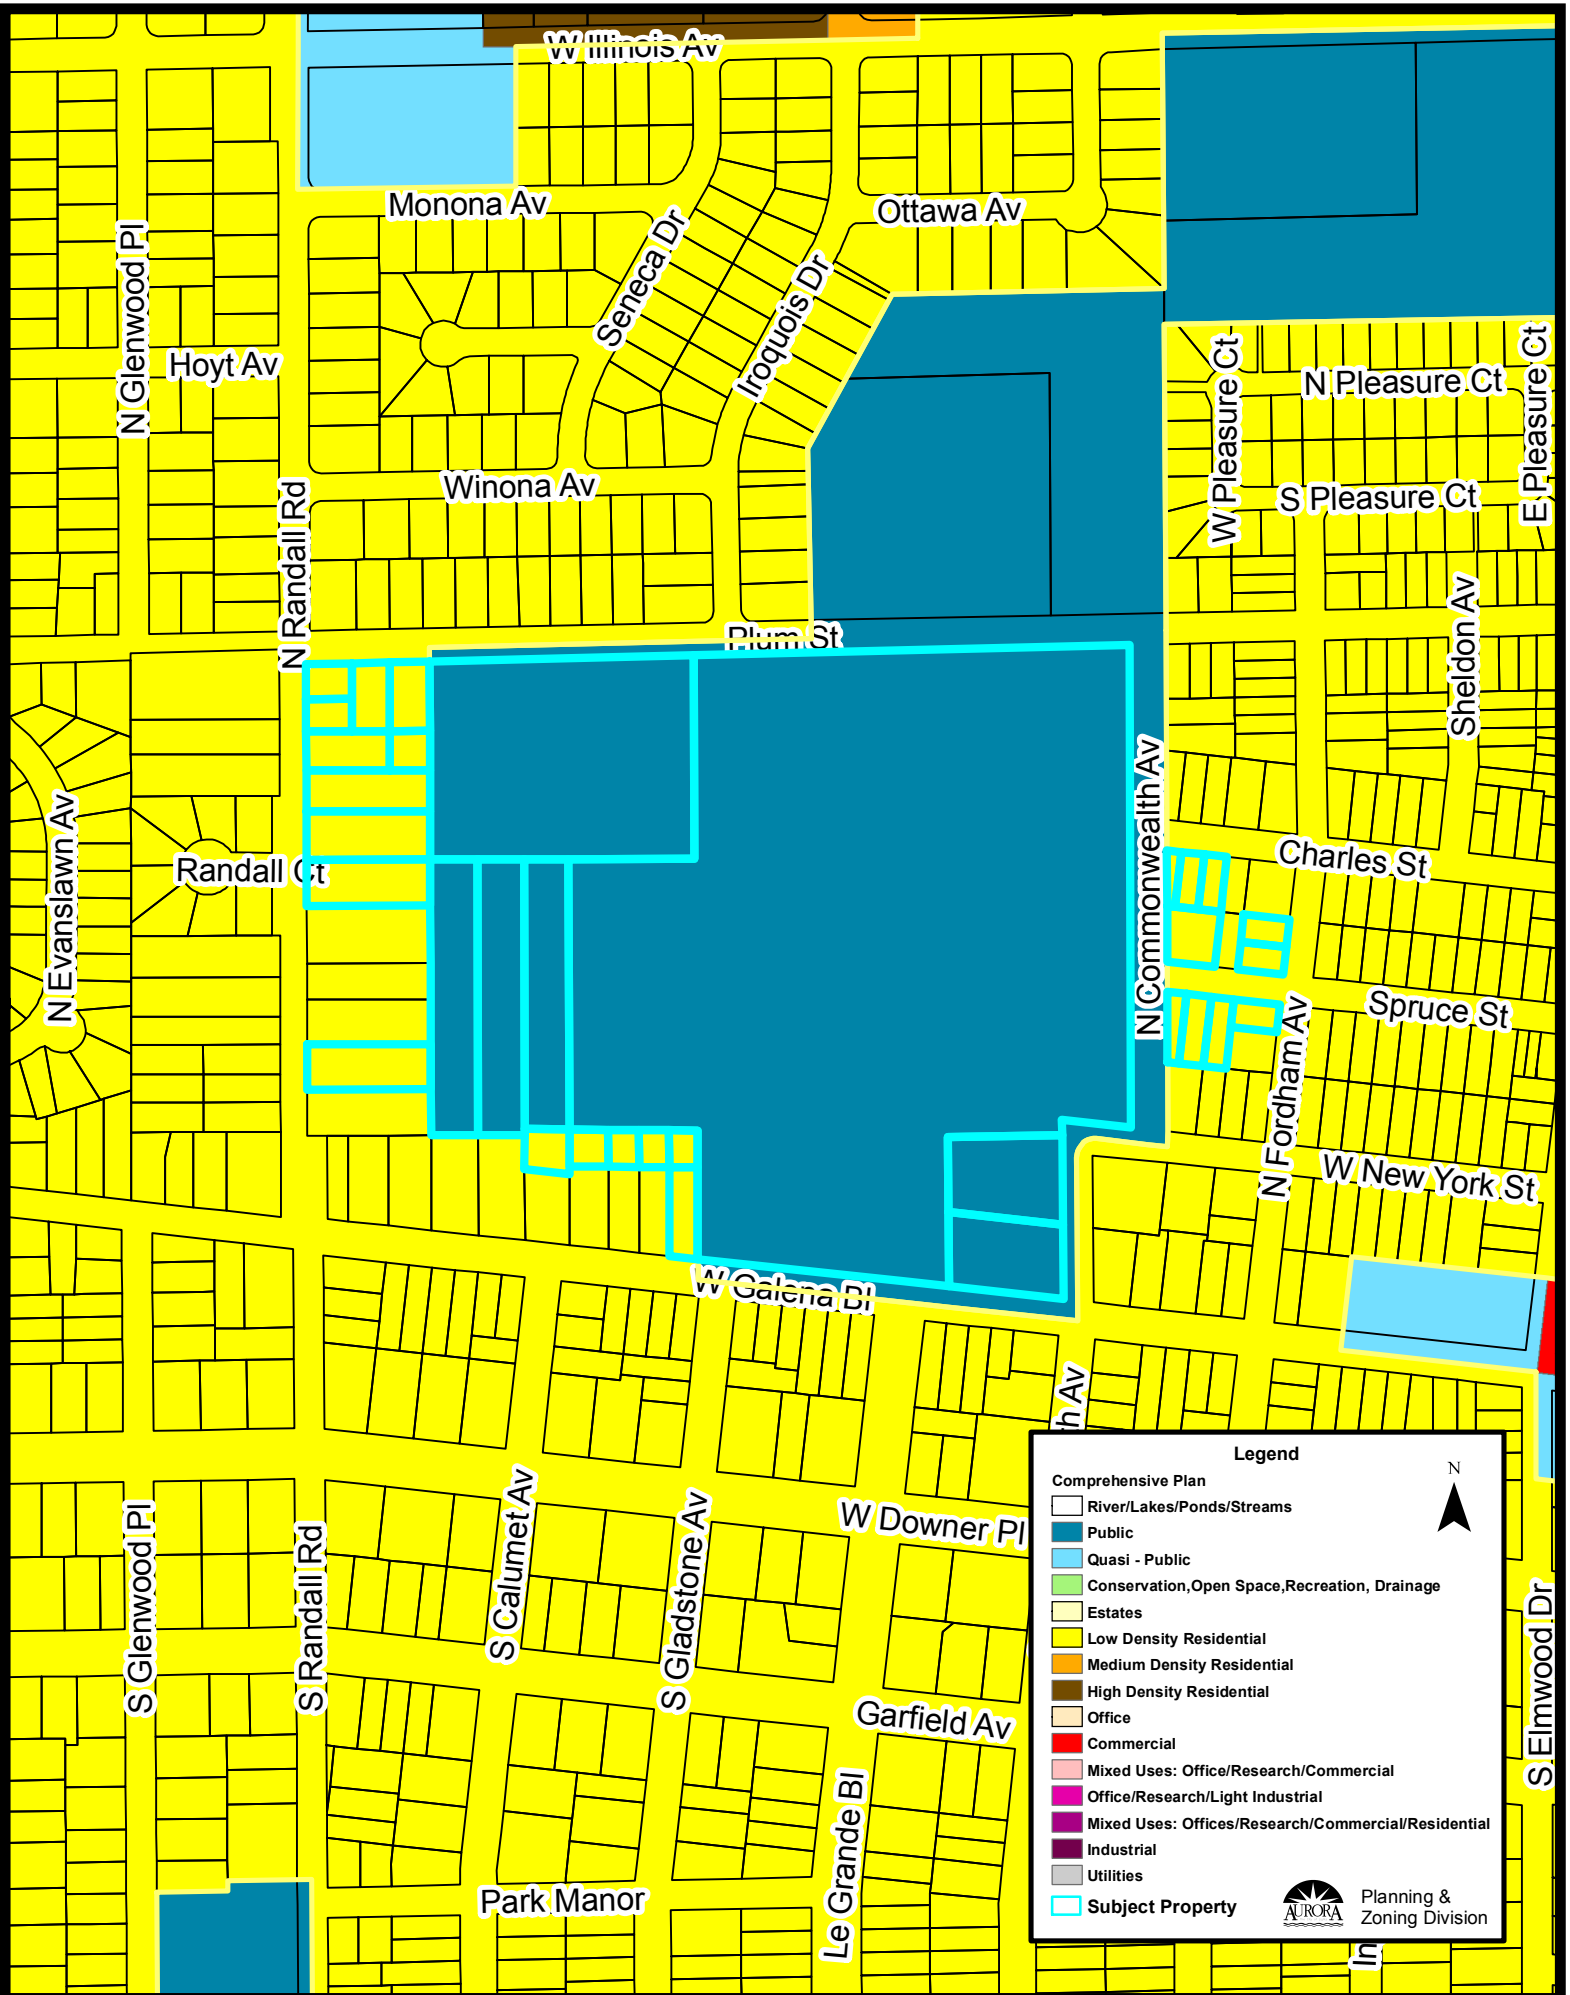 W Illinois Av
Monona Av
Ottawa Av
N Glenwood Pl
Seneca Dr
Iroquois Dr
Hoyt Av
W Pleasure Ct
N Pleasure Ct
E Pleasure Ct
Winona Av
S Pleasure Ct
N Randall Rd
Sheldon Av
Plum St
N Evanslawn Av
Randall Ct
N Commonwealth Av
Charles St
Spruce St
N Fordham Av
W New York St
W Galena Bl
th Av
S Glenwood Pl
S Randall Rd
S Calumet Av
S Gladstone Av
W Downer Pl
S Elmwood Dr
Garfield Av
Le Grande Bl
Park Manor
In
Legend
N
Comprehensive Plan
River/Lakes/Ponds/Streams
Public
Quasi - Public
Conservation,Open Space,Recreation, Drainage
Estates
Low Density Residential
Medium Density Residential
High Density Residential
Office
Commercial
Mixed Uses: Office/Research/Commercial
Office/Research/Light Industrial
Mixed Uses: Offices/Research/Commercial/Residential
Industrial
Utilities
Subject Property
AURORA
Planning &
Zoning Division